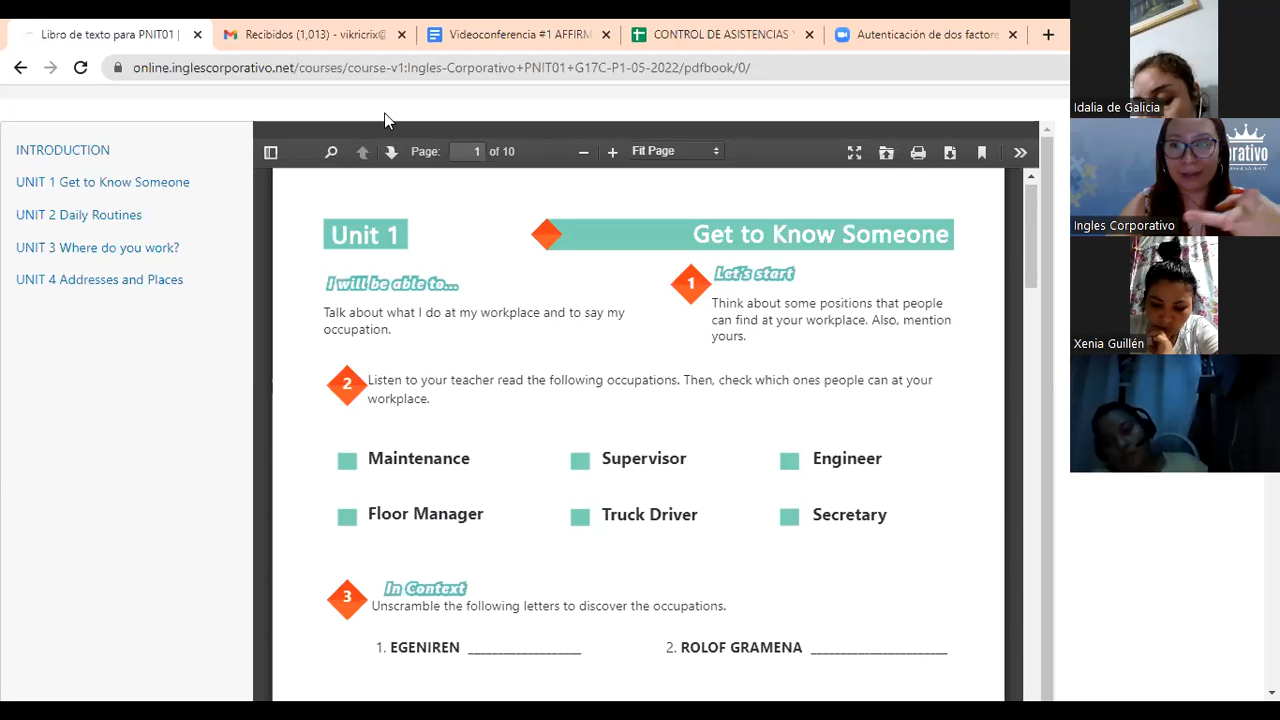 Libro de texto para PNIT01 |
Recibidos (1,013) - vikricrix@
Videoconferencia #1 AFFIRM
CONTROL DE ASISTENCIAS
Autenticación de dos factore
online.inglescorporativo.net/courses/course-v1:Ingles-Corporativo+PNIT01+G17C-P1-05-2022/pdfbook/0/
INTRODUCTION
UNIT 1 Get to Know Someone
UNIT 2 Daily Routines
UNIT 3 Where do you work?
UNIT 4 Addresses and Places
Page: 1 of 10
Fit Page
Unit 1
Get to Know Someone
I will be able to...
Talk about what I do at my workplace and to say my
occupation.
1
Let's start
Think about some positions that people
can find at your workplace. Also, mention
yours.
2
Listen to your teacher read the following occupations. Then, check which ones people can at your
workplace.
Maintenance
Supervisor
Engineer
Floor Manager
Truck Driver
Secretary
3
In Context
Unscramble the following letters to discover the occupations.
1. EGENIREN ___________________
2. ROLOF GRAMENA ______________________
Idalia de Galicia
Ingles Corporativo
Xenia Guillén